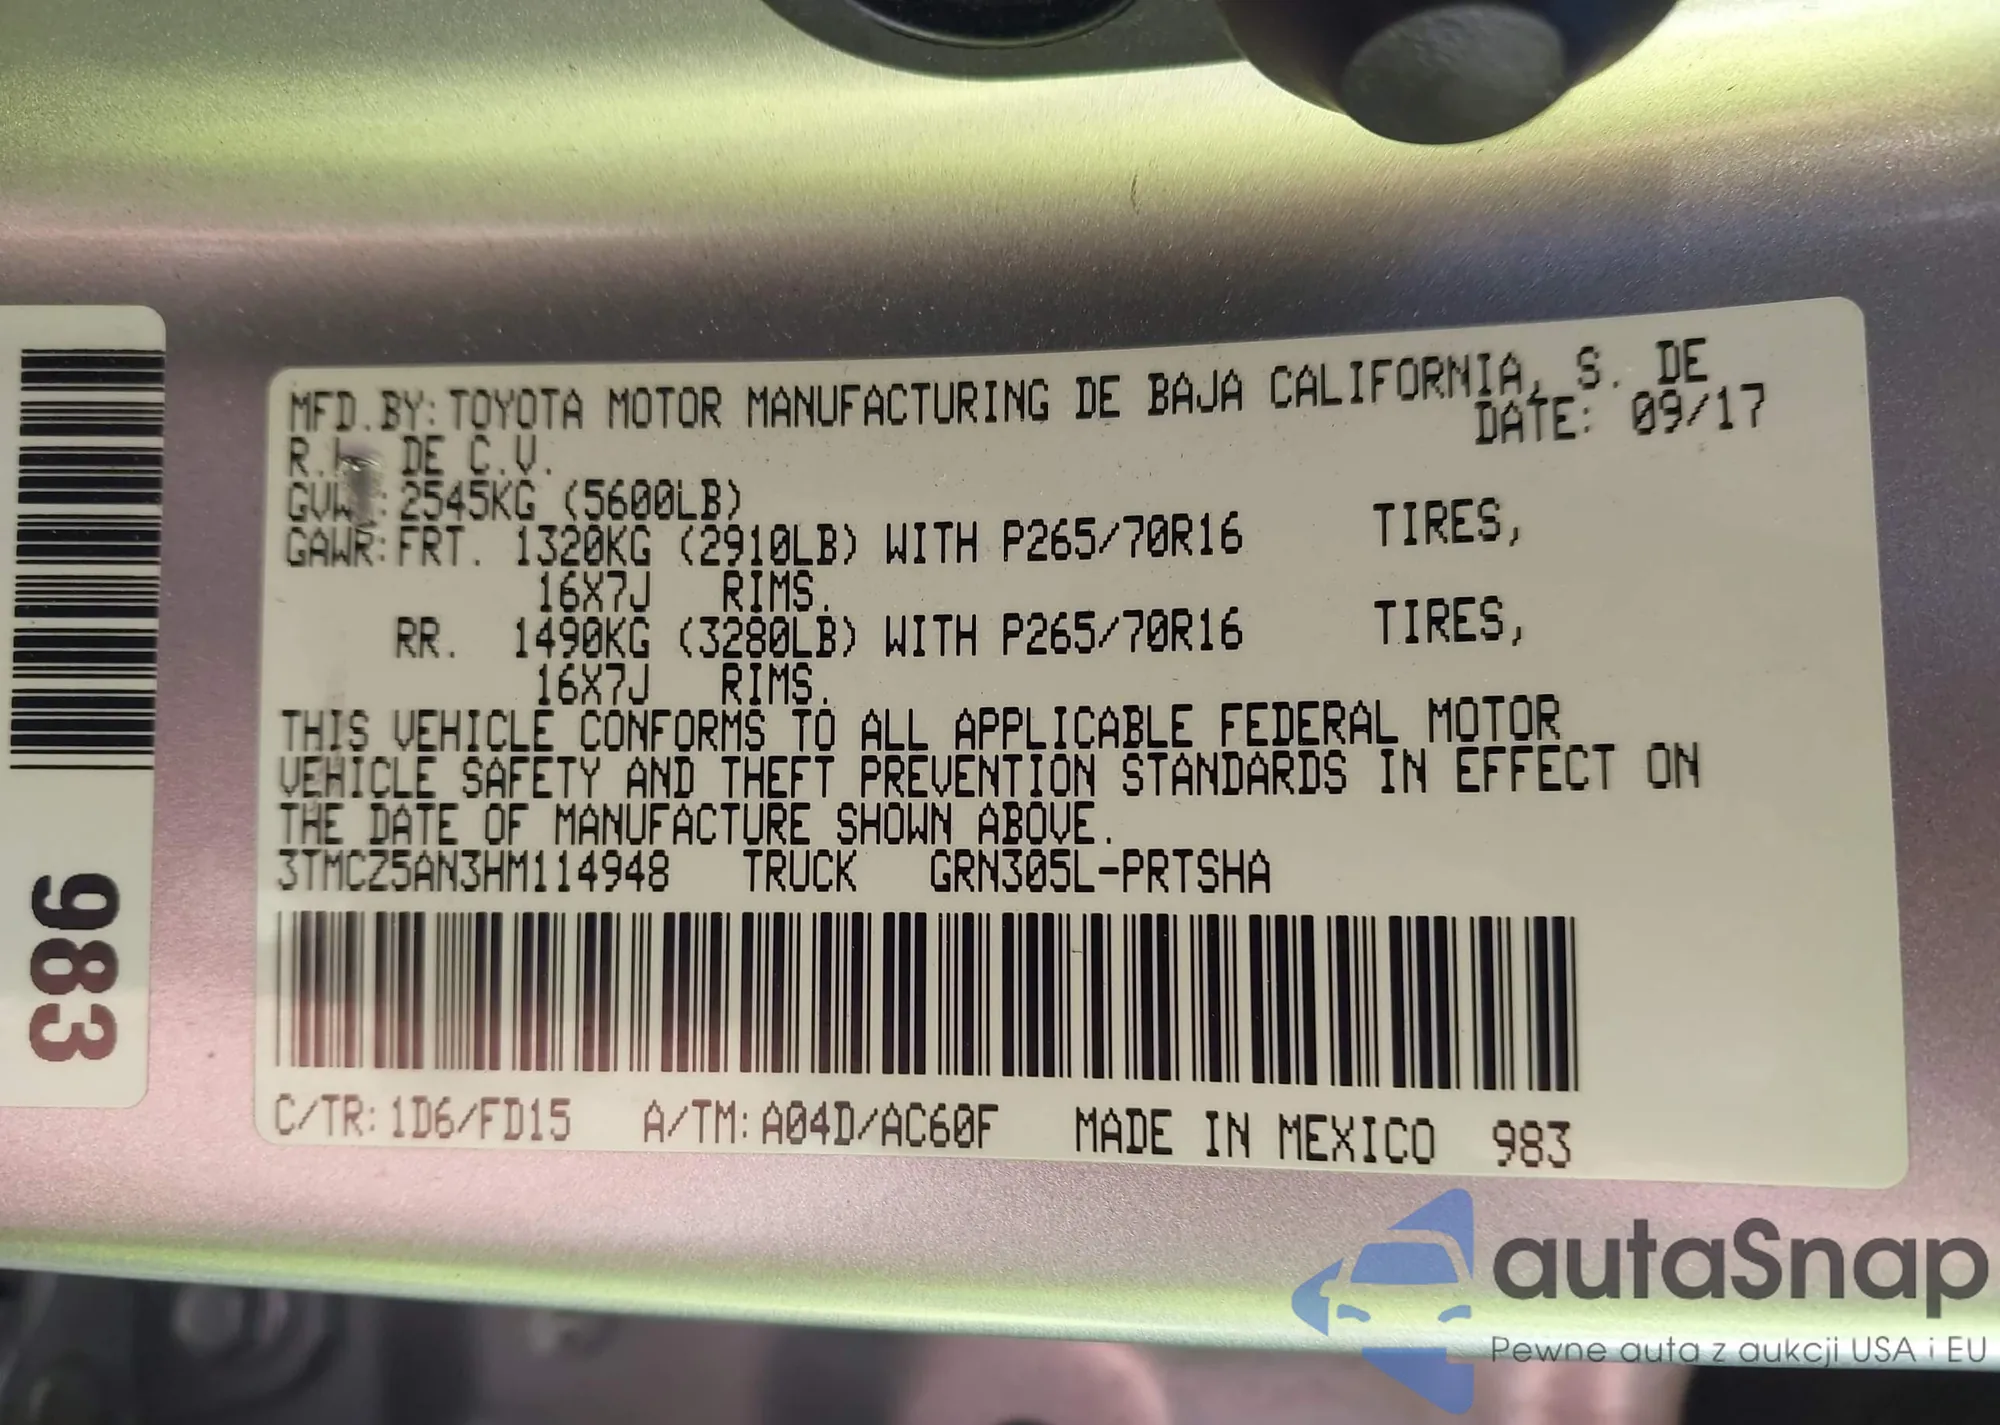 MFD.BY:TOYOTA MOTOR MANUFACTURING DE BAJA CALIFORNIA, S. DE
R. DE C.V.
DATE: 09/17
GVWR:2545KG (5600LB)
GAWR:FRT. 1320KG (2910LB) WITH P265/70R16 TIRES,
16X7J RIMS.
RR. 1490KG (3280LB) WITH P265/70R16 TIRES,
16X7J RIMS.
THIS VEHICLE CONFORMS TO ALL APPLICABLE FEDERAL MOTOR
VEHICLE SAFETY AND THEFT PREVENTION STANDARDS IN EFFECT ON
THE DATE OF MANUFACTURE SHOWN ABOVE.
3TMCZ5AN3HM114948 TRUCK GRN305L-PRTSHA
C/TR:1D6/FD15 A/TM:A04D/AC60F MADE IN MEXICO 983
983
autaSnap
Pewne auta z aukcji USA i EU